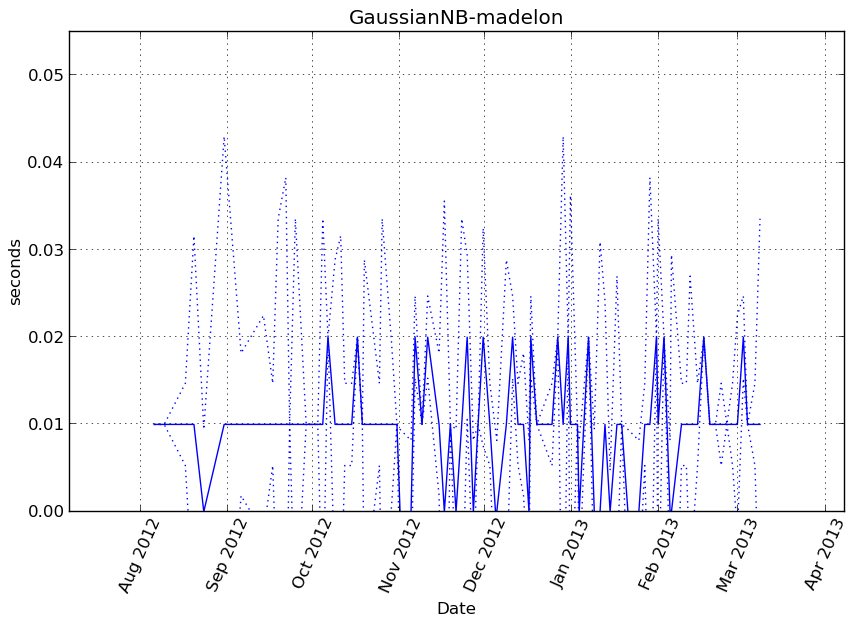 GaussianNB-madelon
seconds
0.05
0.04
0.03
0.02
0.01
0.00
Aug 2012
Sep 2012
Oct 2012
Nov 2012
Dec 2012
Jan 2013
Feb 2013
Mar 2013
Apr 2013
Date